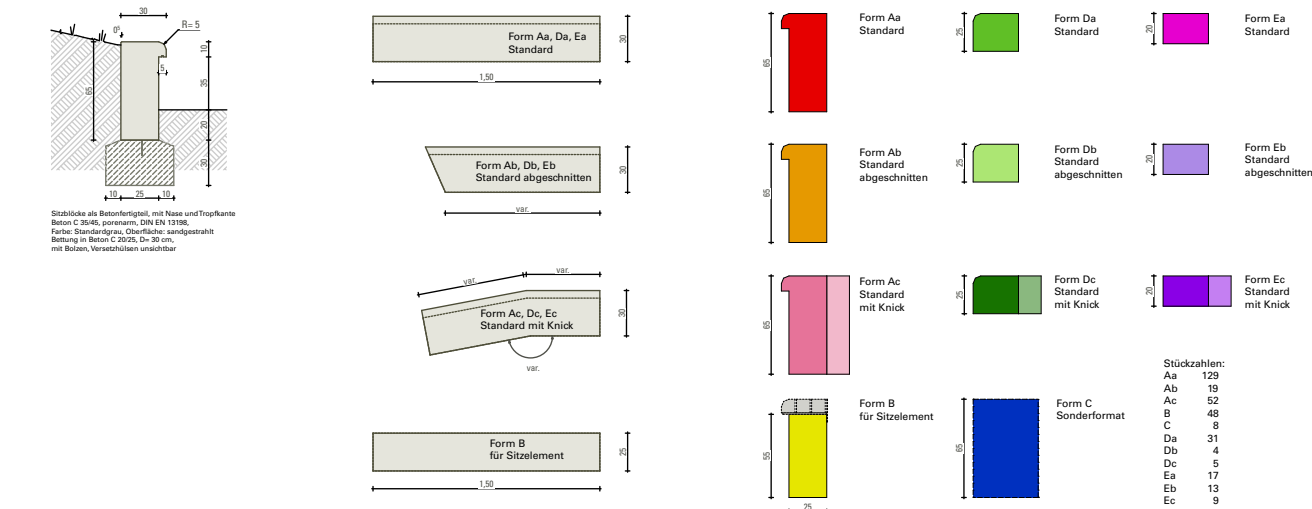 30
0⁵
R= 5
10
5
65
35
20
30
10 25 10
Sitzblöcke als Betonfertigteil, mit Nase und Tropfkante
Beton C 35/45, porenarm, DIN EN 13198,
Farbe: Standardgrau, Oberfläche: sandgestrahlt
Bettung in Beton C 20/25, D= 30 cm,
mit Bolzen, Versetzhülsen unsichtbar
Form Aa, Da, Ea
Standard
30
1,50
Form Ab, Db, Eb
Standard abgeschnitten
30
var.
var.
var.
Form Ac, Dc, Ec
Standard mit Knick
30
var.
Form B
für Sitzelement
25
1,50
65
Form Aa
Standard
25
Form Da
Standard
20
Form Ea
Standard
65
Form Ab
Standard
abgeschnitten
25
Form Db
Standard
abgeschnitten
20
Form Eb
Standard
abgeschnitten
65
Form Ac
Standard
mit Knick
25
Form Dc
Standard
mit Knick
20
Form Ec
Standard
mit Knick
55
Form B
für Sitzelement
25
65
Form C
Sonderformat
Stückzahlen:
Aa 129
Ab 19
Ac 52
B 48
C 8
Da 31
Db 4
Dc 5
Ea 17
Eb 13
Ec 9